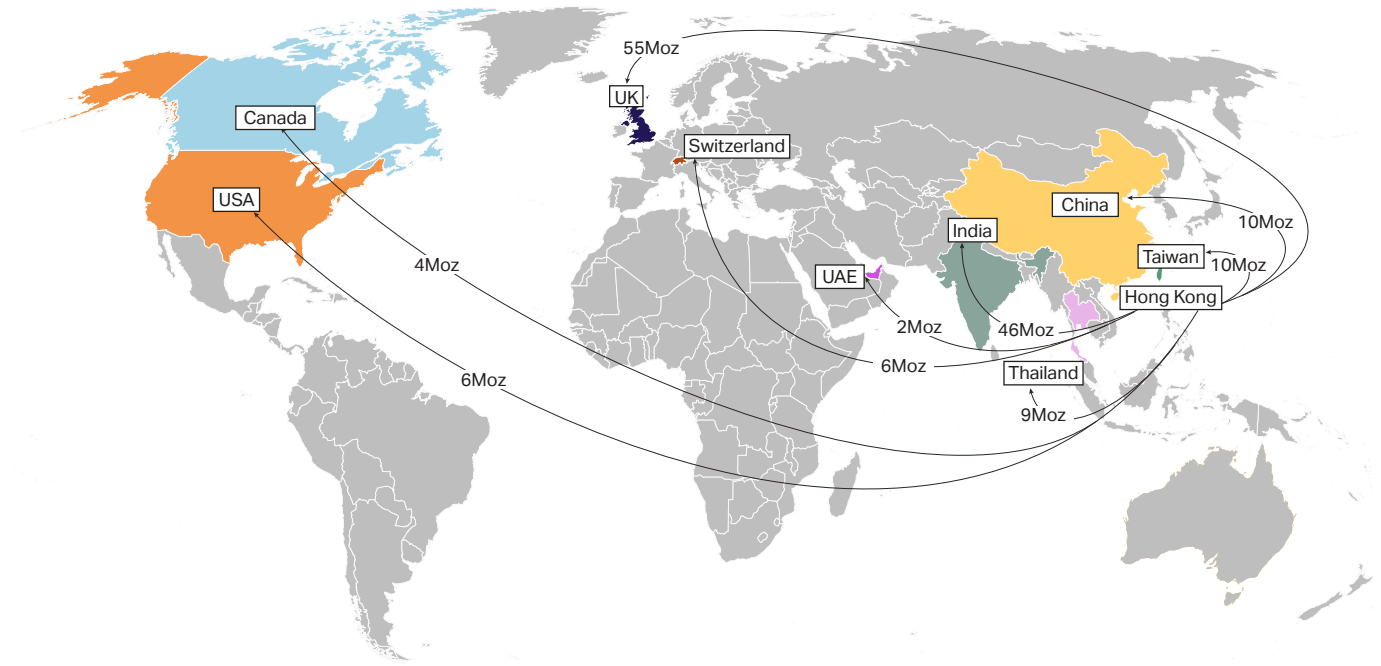 55Moz
UK
Canada
Switzerland
USA
China
10Moz
India
Taiwan
10Moz
4Moz
UAE
Hong Kong
2Moz
46Moz
6Moz
6Moz
Thailand
9Moz